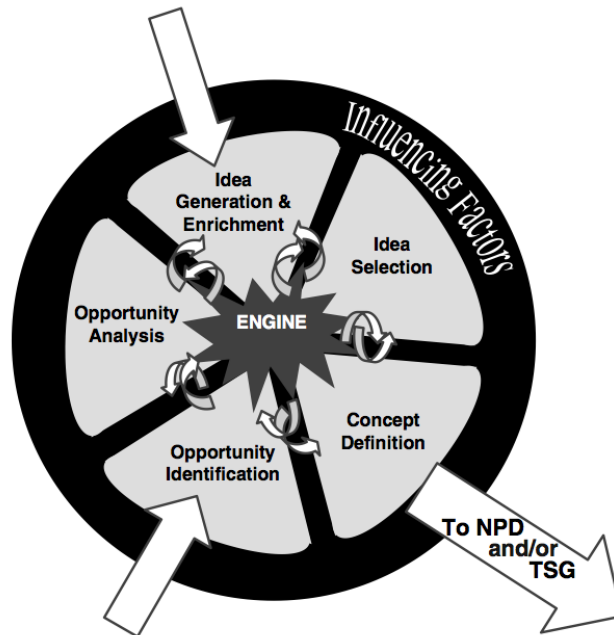 Influencing Factors
Idea
Generation &
Enrichment
Idea
Selection
Opportunity
Analysis
ENGINE
Opportunity
Identification
Concept
Definition
To NPD
and/or
TSG